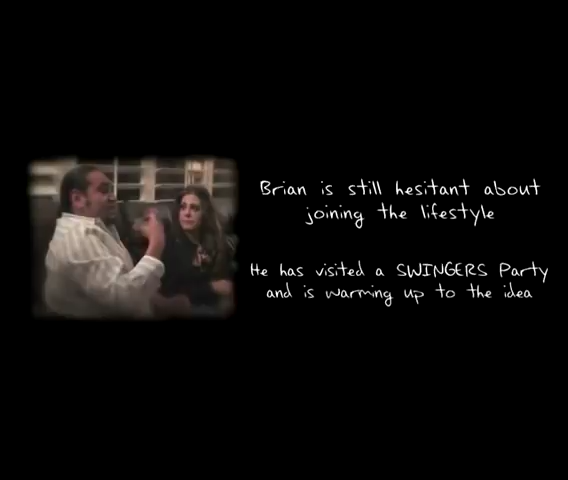 Brian is still hesitant about
joining the lifestyle
He has visited a SWINGERS Party
and is warming up to the idea